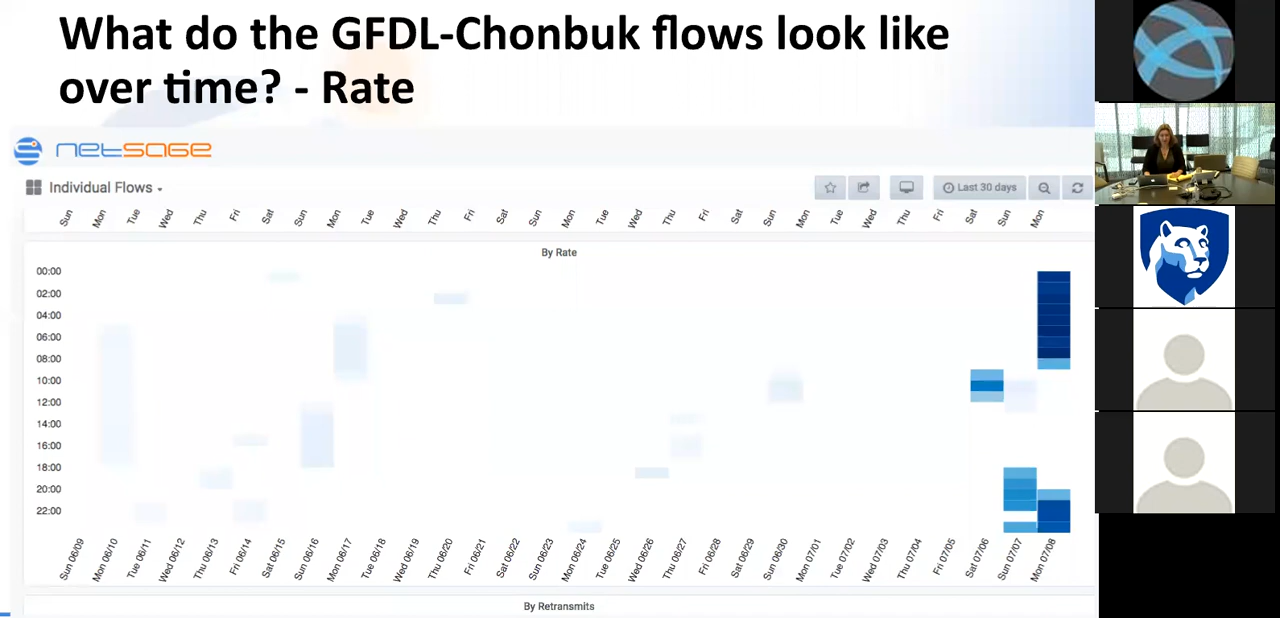 What do the GFDL-Chonbuk flows look like
over time? - Rate
netsage
Individual Flows
Last 30 days
Sun Mon Tue Wed Thu Fri Sat Sun Mon Tue Wed Thu Fri Sat Sun Mon Tue Wed Thu Fri Sat Sun Mon Tue Wed Thu Fri Sat Sun Mon
By Rate
00:00
02:00
04:00
06:00
08:00
10:00
12:00
14:00
16:00
18:00
20:00
22:00
Sun 06/09 Mon 06/10 Tue 06/11 Wed 06/12 Thu 06/13 Fri 06/14 Sat 06/15 Sun 06/16 Mon 06/17 Tue 06/18 Wed 06/19 Thu 06/20 Fri 06/21 Sat 06/22 Sun 06/23 Mon 06/24 Tue 06/25 Wed 06/26 Thu 06/27 Fri 06/28 Sat 06/29 Sun 06/30 Mon 07/01 Tue 07/02 Wed 07/03 Thu 07/04 Fri 07/05 Sat 07/06 Sun 07/07 Mon 07/08
By Retransmits